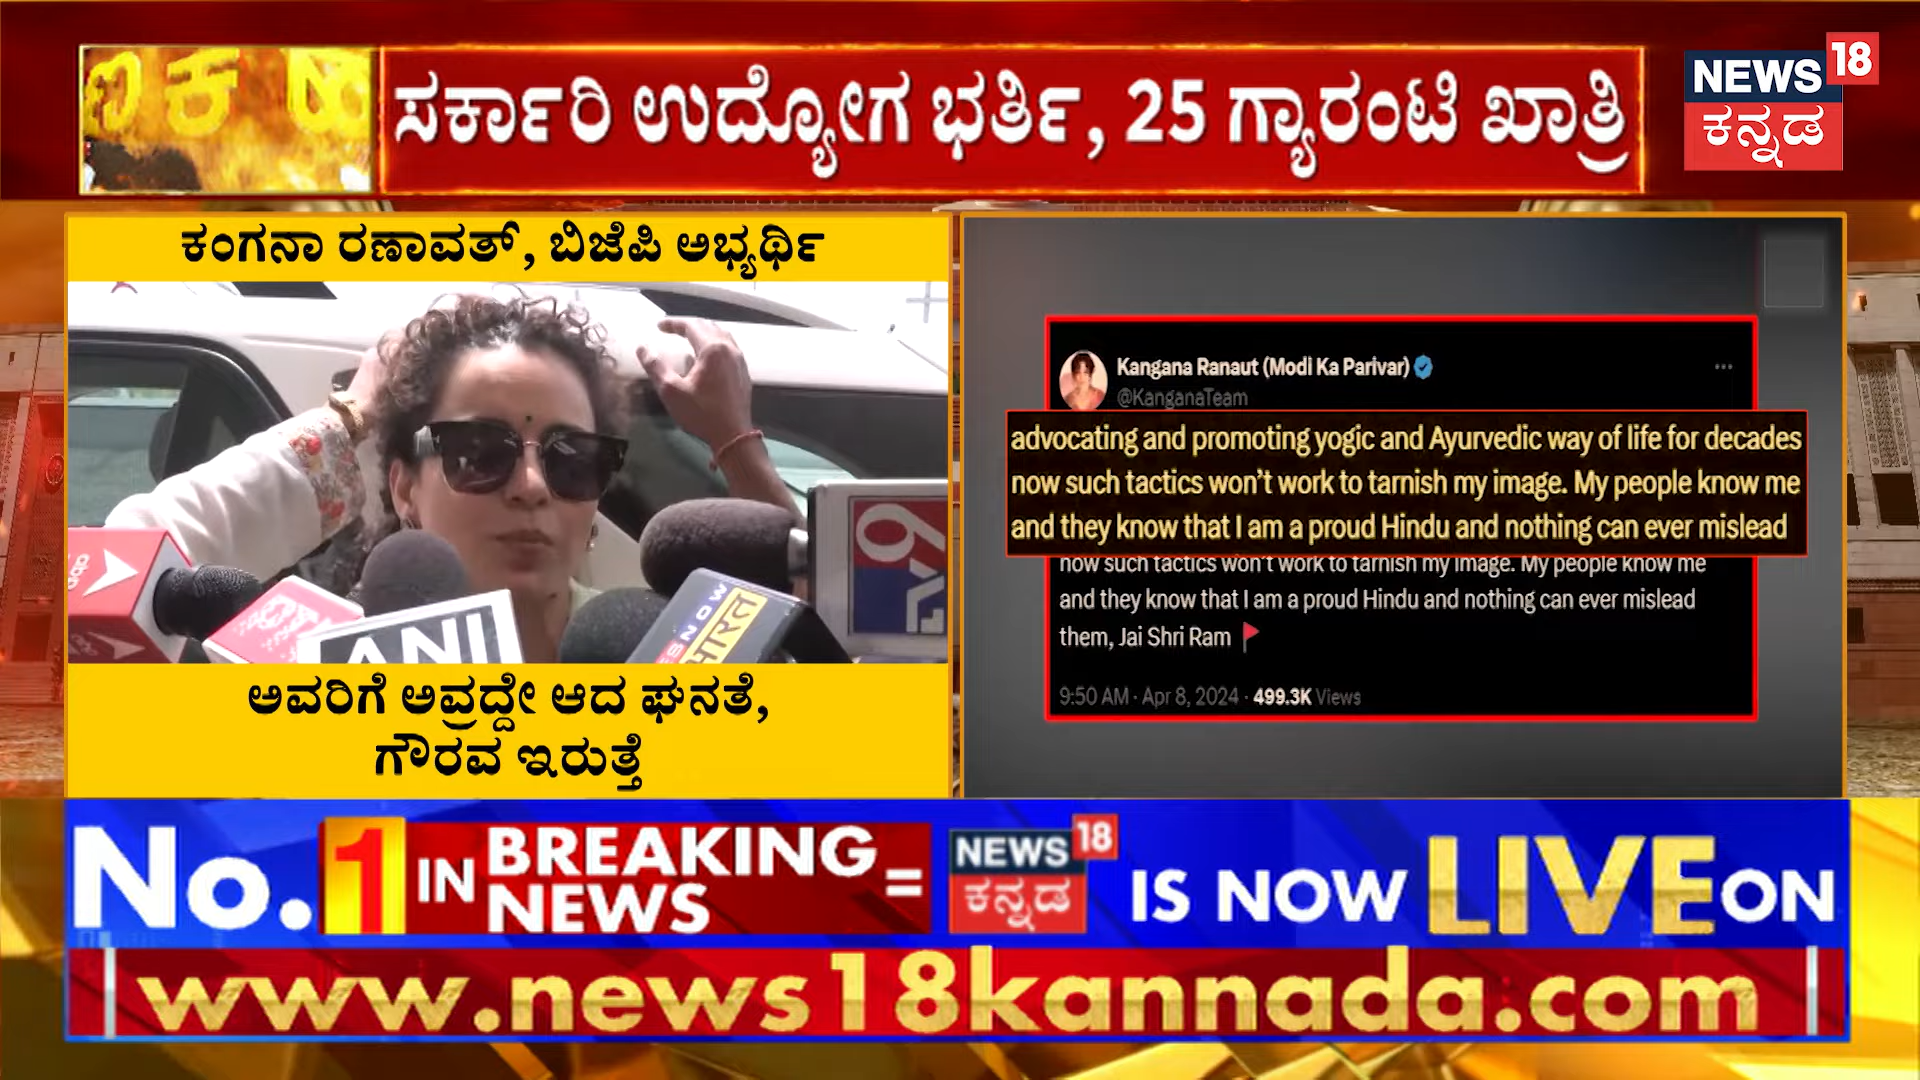 ಸರ್ಕಾರಿ ಉದ್ಯೋಗ ಭರ್ತಿ, 25 ಗ್ಯಾರಂಟಿ ಖಾತ್ರಿ
NEWS 18
ಕನ್ನಡ
ಕಂಗನಾ ರಣಾವತ್, ಬಿಜೆಪಿ ಅಭ್ಯರ್ಥಿ
abp
ANI
NOW
भारत
ಅವರಿಗೆ ಅವ್ರದ್ದೇ ಆದ ಘನತೆ,
ಗೌರವ ಇರುತ್ತೆ
Kangana Ranaut (Modi Ka Parivar)
@KanganaTeam
advocating and promoting yogic and Ayurvedic way of life for decades
now such tactics won't work to tarnish my image. My people know me
and they know that I am a proud Hindu and nothing can ever mislead
now such tactics won't work to tarnish my image. My people know me
and they know that I am a proud Hindu and nothing can ever mislead
them, Jai Shri Ram
9:50 AM · Apr 8, 2024 · 499.3K Views
No.1 IN BREAKING NEWS = NEWS 18 ಕನ್ನಡ IS NOW LIVE ON
www.news18kannada.com